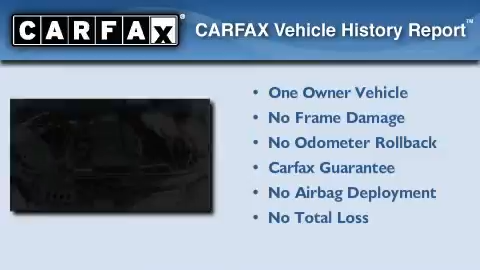 CARFAX® CARFAX Vehicle History Report™
• One Owner Vehicle
• No Frame Damage
• No Odometer Rollback
• Carfax Guarantee
• No Airbag Deployment
• No Total Loss